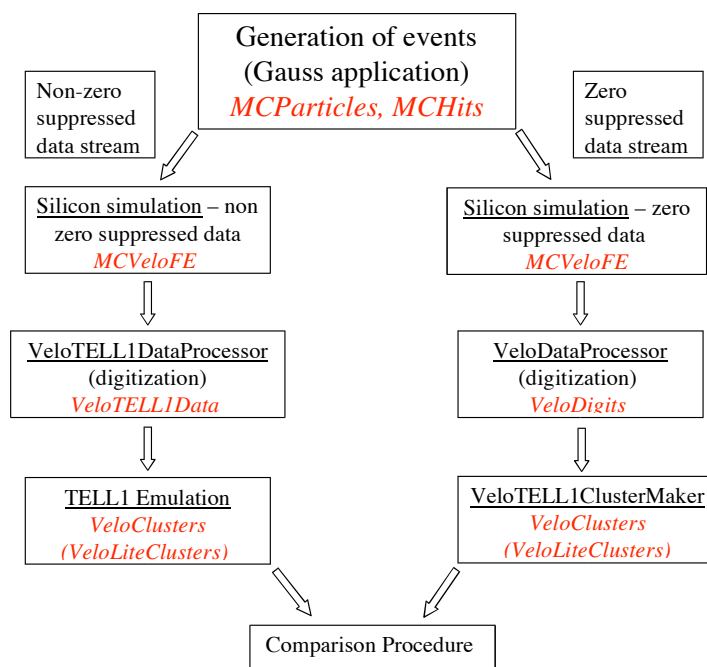 Generation of events
(Gauss application)
MCParticles, MCHits
Non-zero
suppressed
data stream
Zero
suppressed
data stream
Silicon simulation – non
zero suppressed data
MCVeloFE
Silicon simulation – zero
suppressed data
MCVeloFE
VeloTELL1DataProcessor
(digitization)
VeloTELL1Data
VeloDataProcessor
(digitization)
VeloDigits
TELL1 Emulation
VeloClusters
(VeloLiteClusters)
VeloTELL1ClusterMaker
VeloClusters
(VeloLiteClusters)
Comparison Procedure